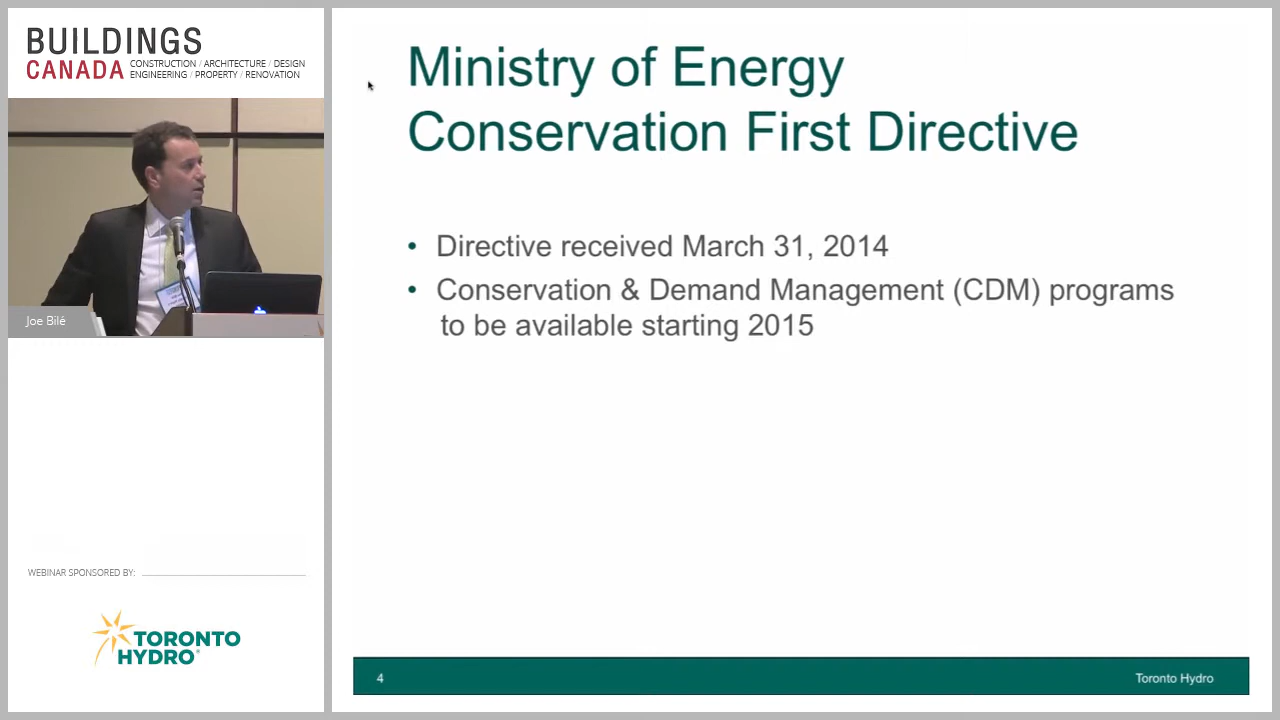 BUILDINGS
CANADA CONSTRUCTION / ARCHITECTURE / DESIGN
ENGINEERING / PROPERTY / RENOVATION
Joe Bilé
WEBINAR SPONSORED BY:
TORONTO
HYDRO®
Ministry of Energy
Conservation First Directive
• Directive received March 31, 2014
• Conservation & Demand Management (CDM) programs
to be available starting 2015
4
Toronto Hydro